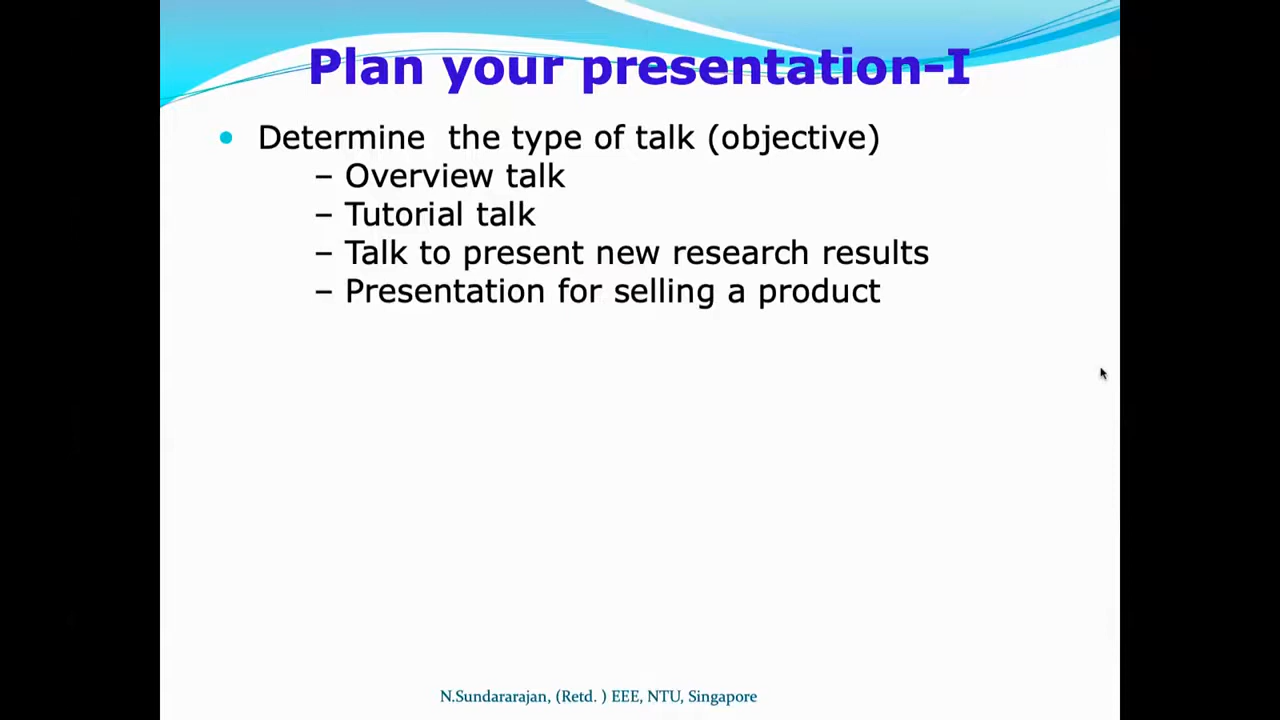 Plan your presentation-I
• Determine  the type of talk (objective)
– Overview talk
– Tutorial talk
– Talk to present new research results
– Presentation for selling a product
N.Sundararajan, (Retd. ) EEE, NTU, Singapore